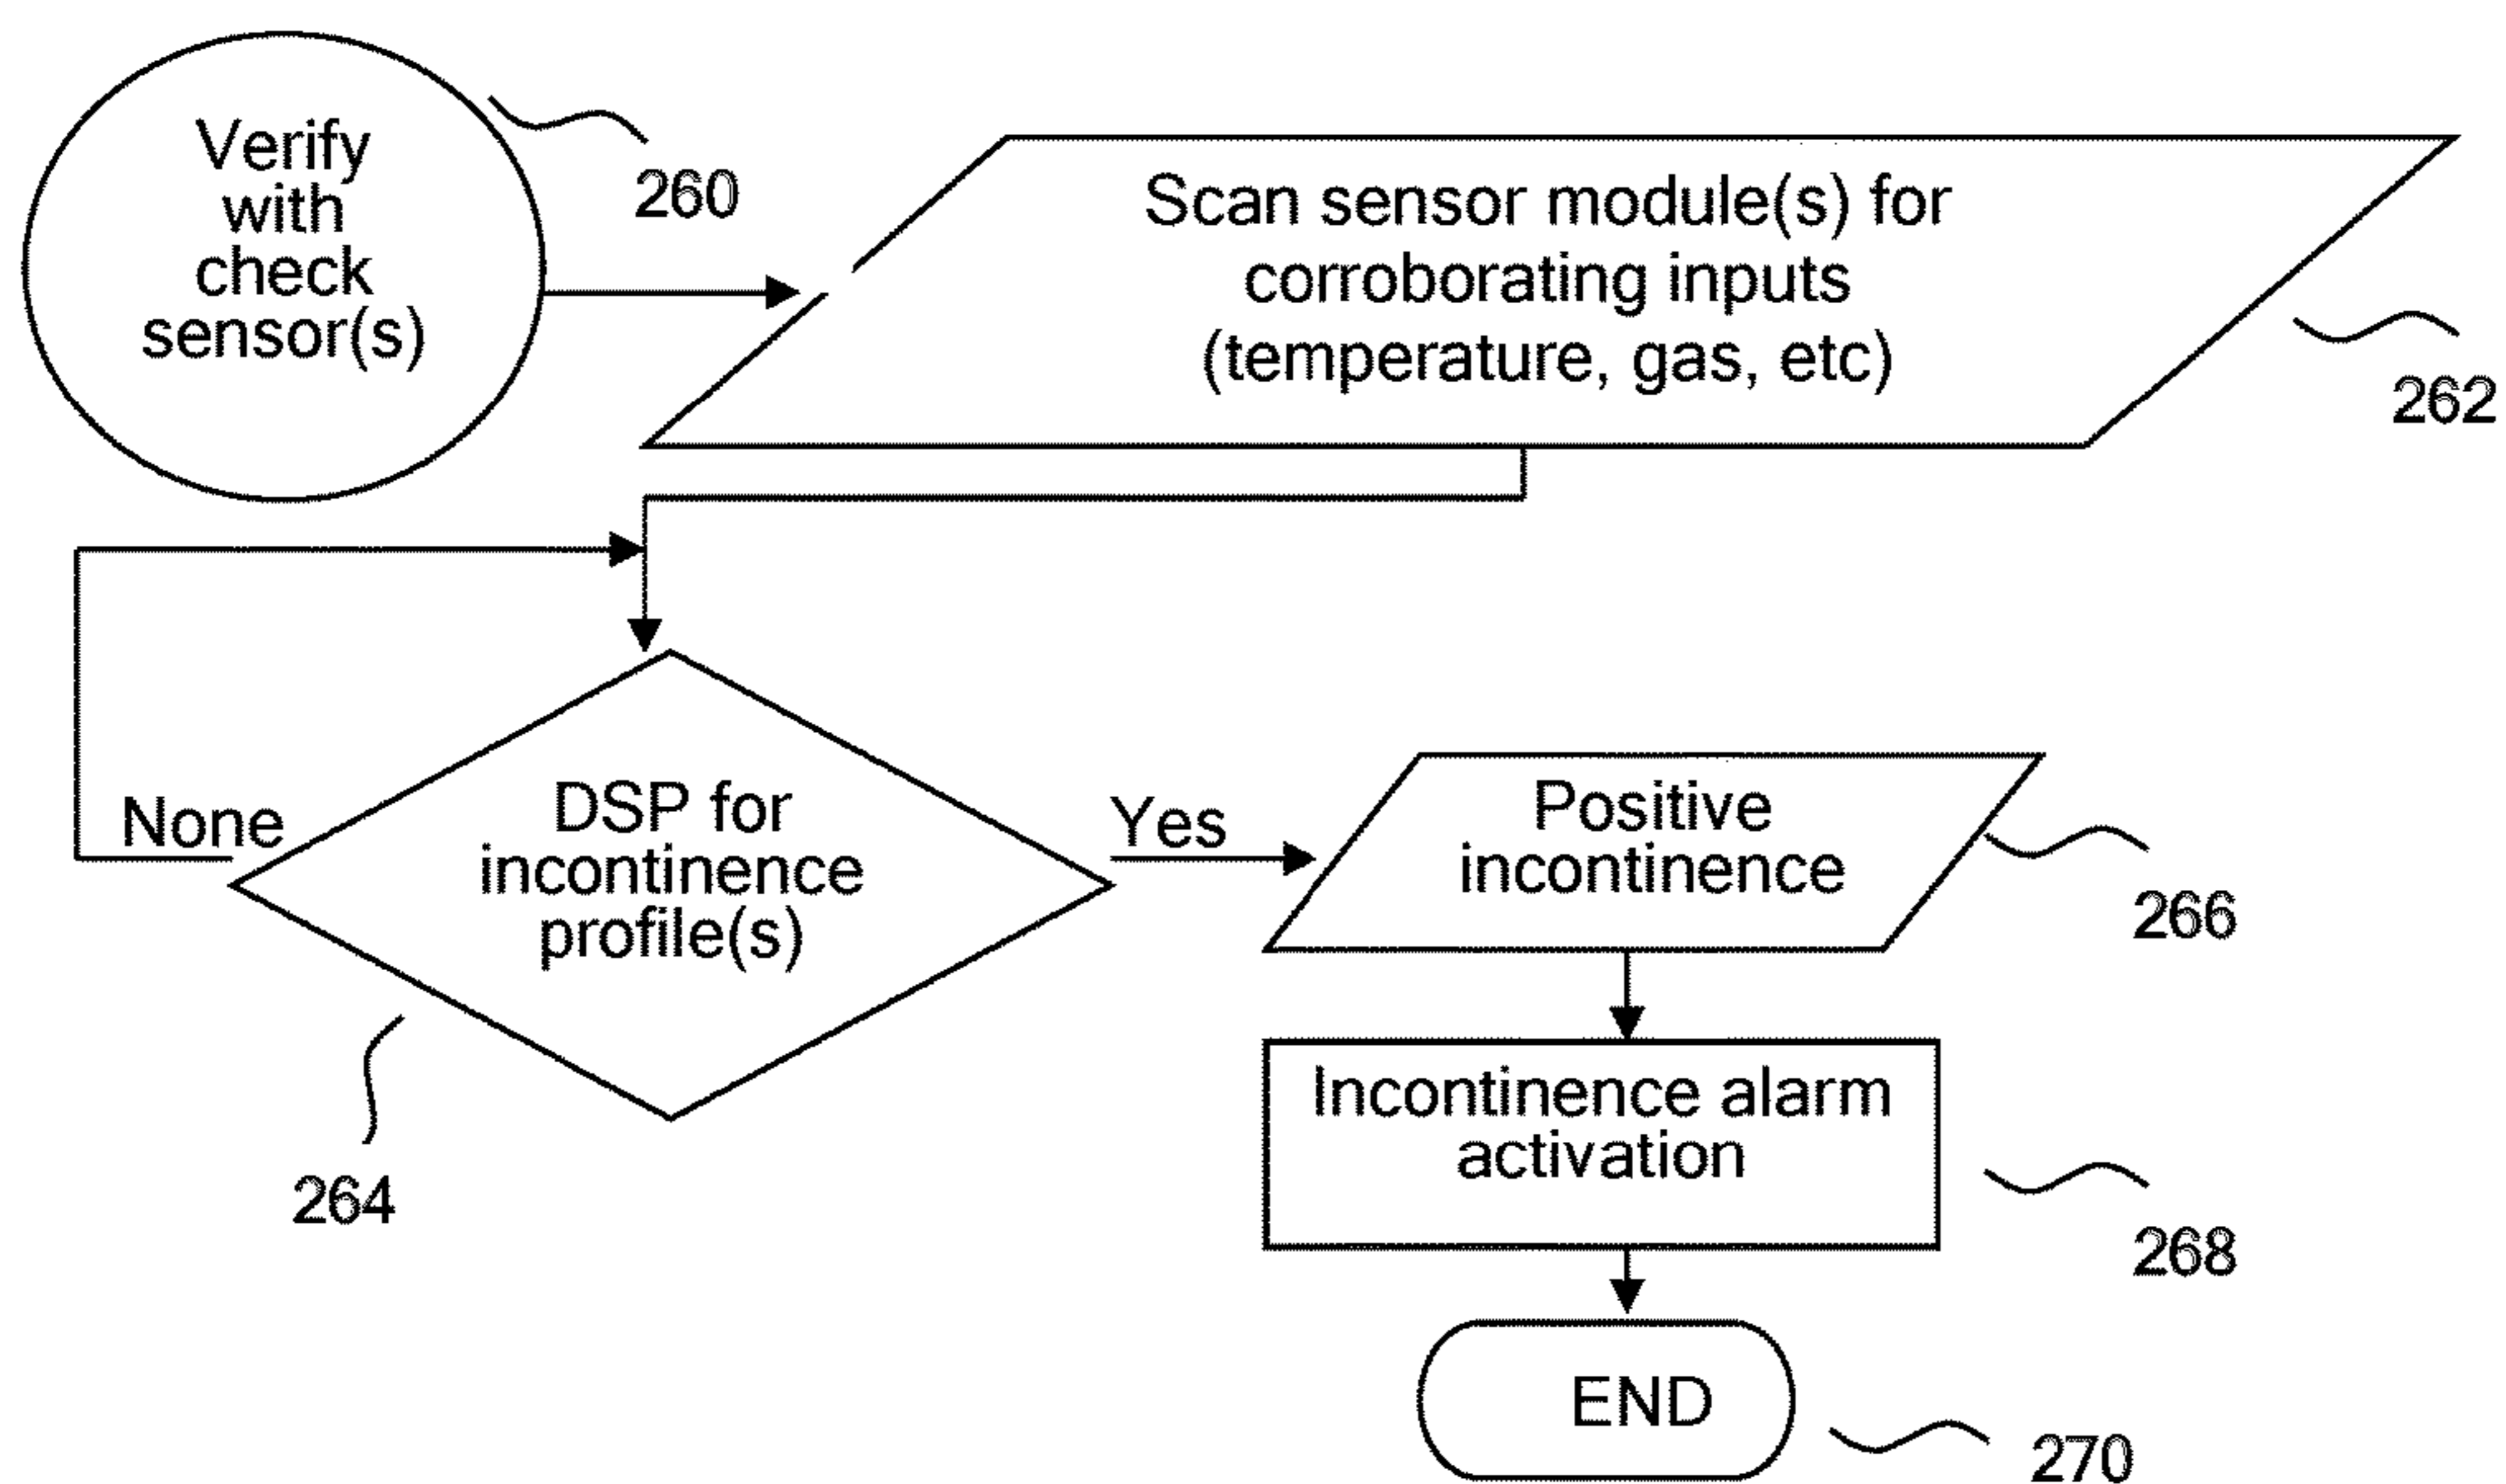 Verify
with
check
sensor(s)
260
Scan sensor module(s) for
corroborating inputs
(temperature, gas, etc)
262
None
DSP for
incontinence
profile(s)
264
Yes
Positive
incontinence
266
Incontinence alarm
activation
268
END
270